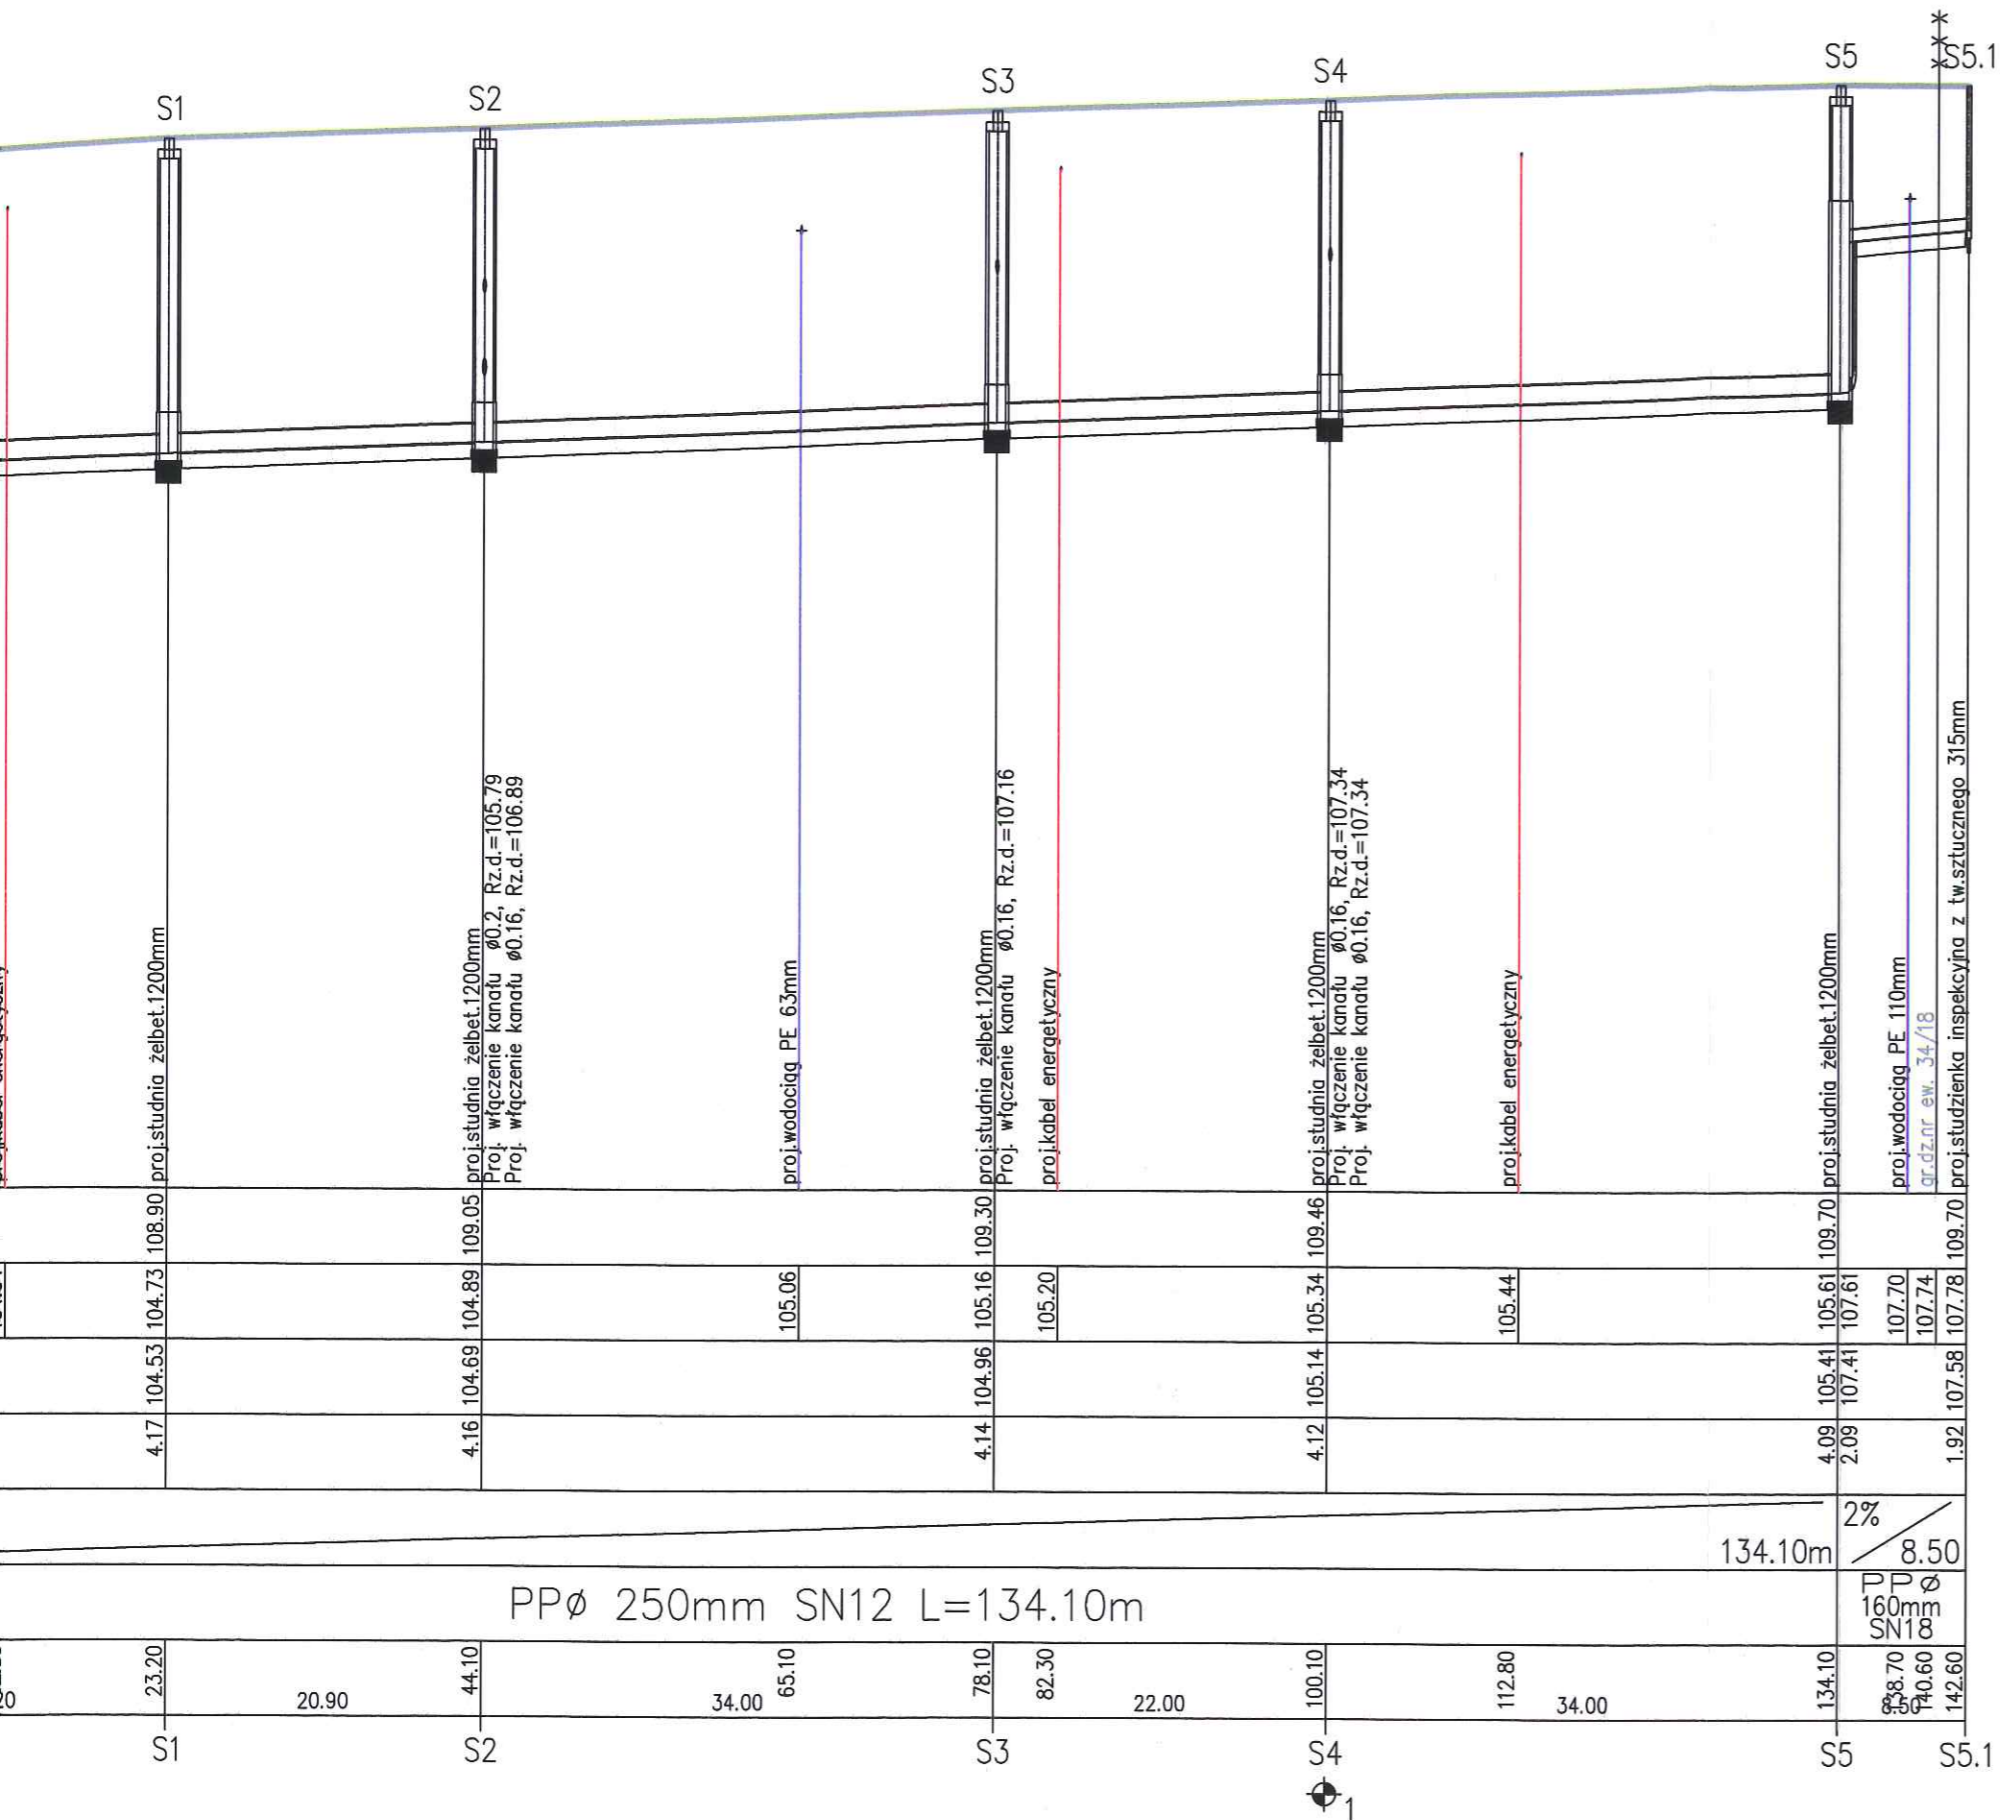 S1
S2
S3
S4
S5
S5.1
proj.studnia żelbet.1200mm
proj.studnia żelbet.1200mm
Proj. włączenie kanału ø0.2, Rz.d.=105.79
Proj. włączenie kanału ø0.16, Rz.d.=106.89
proj.wodociąg PE 63mm
proj.studnia żelbet.1200mm
Proj. włączenie kanału ø0.16, Rz.d.=107.16
proj.kabel energetyczny
proj.studnia żelbet.1200mm
Proj. włączenie kanału ø0.16, Rz.d.=107.34
Proj. włączenie kanału ø0.16, Rz.d.=107.34
proj.kabel energetyczny
proj.studnia żelbet.1200mm
proj.wodociąg PE 110mm
gr.dz.nr ew. 34/18
proj.studzienka inspekcyjna z tw.sztucznego 315mm
108.90
109.05
109.30
109.46
109.70
109.70
104.73
104.89
105.06
105.16
105.20
105.34
105.44
105.61
107.61
107.70
107.74
107.78
104.53
104.69
104.96
105.14
105.41
107.41
107.58
4.17
4.16
4.14
4.12
4.09
2.09
1.92
134.10m
2%
8.50
PPø 250mm SN12 L=134.10m
PPø
160mm
SN18
23.20
44.10
65.10
78.10
82.30
100.10
112.80
134.10
138.70
140.60
142.60
20
20.90
34.00
22.00
34.00
8.50
S1
S2
S3
S4
S5
S5.1
1